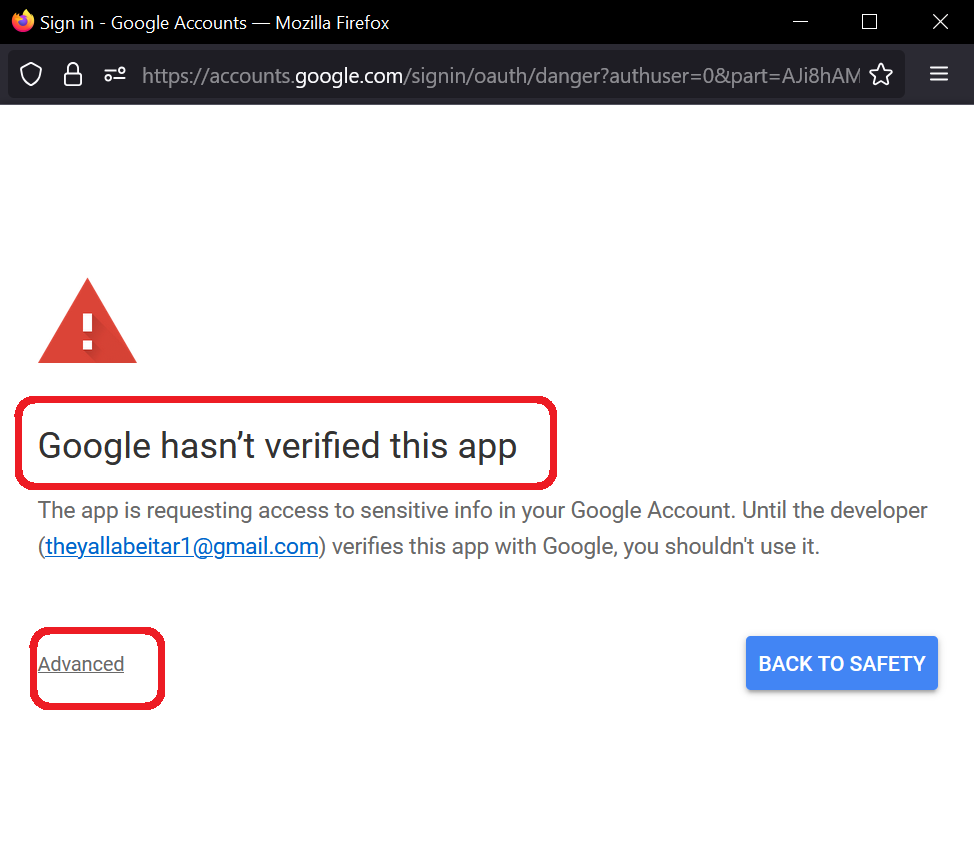 Sign in - Google Accounts — Mozilla Firefox
https://accounts.google.com/signin/oauth/danger?authuser=0&part=AJi8hAM
!
Google hasn’t verified this app
The app is requesting access to sensitive info in your Google Account. Until the developer
(theyallabeitar1@gmail.com) verifies this app with Google, you shouldn't use it.
Advanced
BACK TO SAFETY